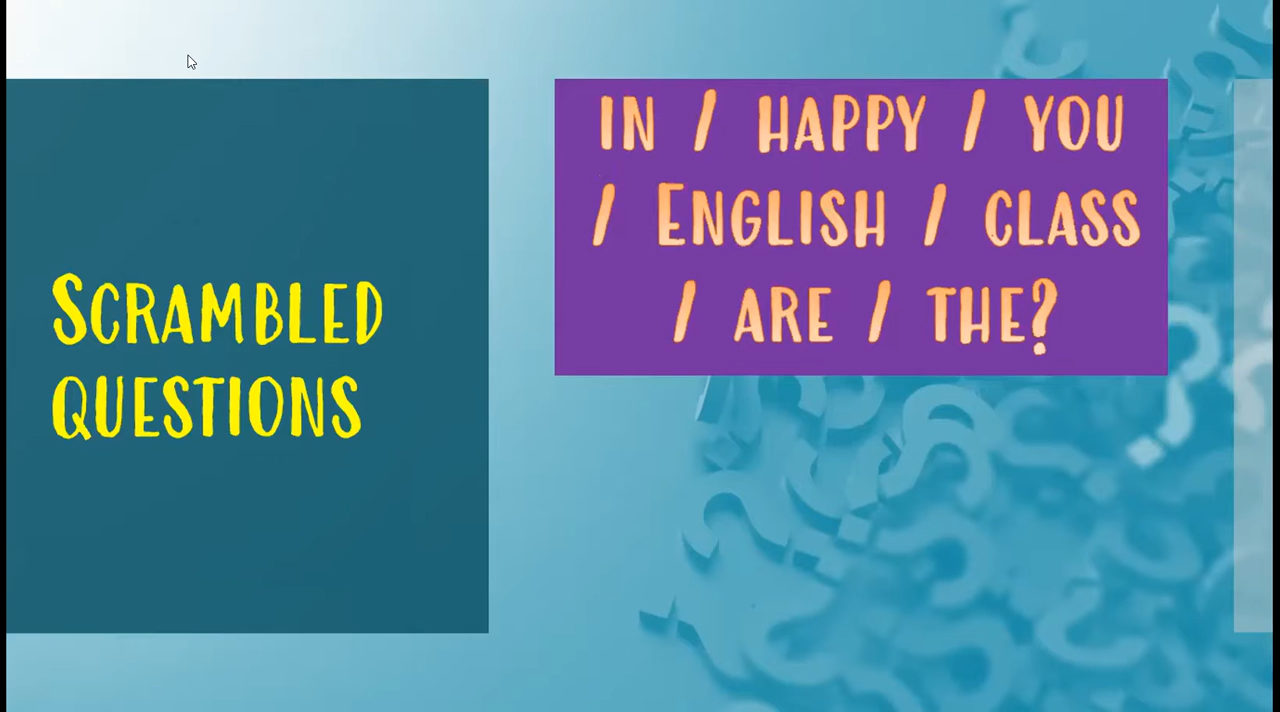 Scrambled
questions
in / happy / you
/ English / class
/ are / the?